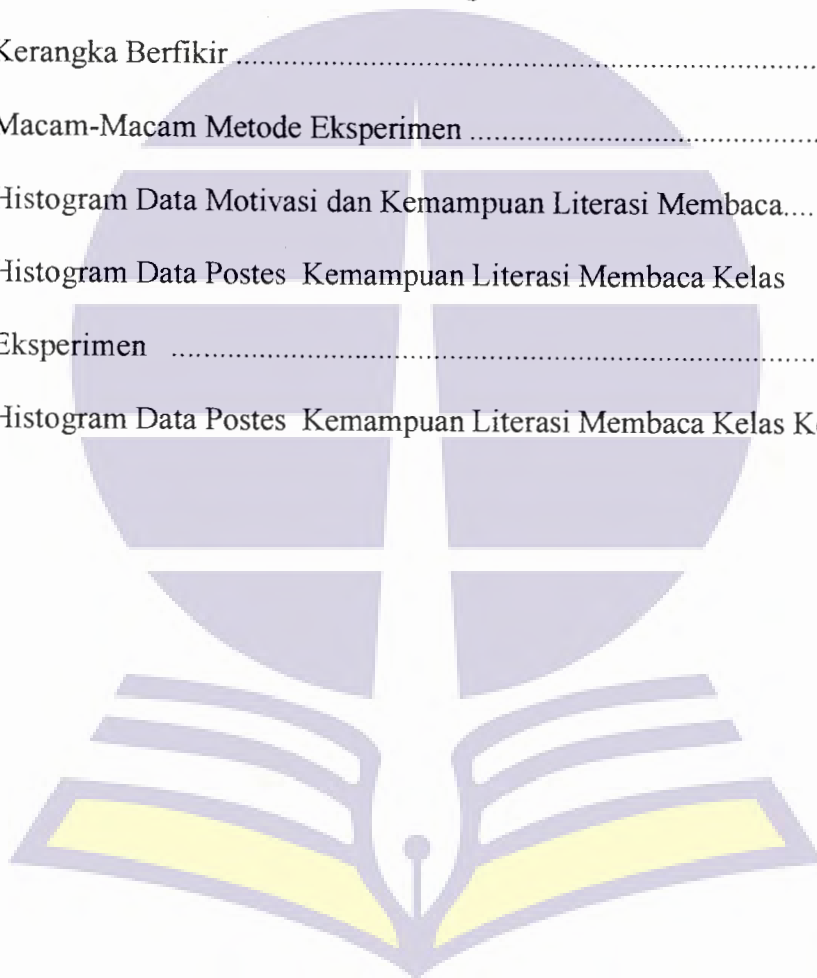 Kerangka Berfikir ........................................................................
Macam-Macam Metode Eksperimen ...........................................
Histogram Data Motivasi dan Kemampuan Literasi Membaca....
Histogram Data Postes Kemampuan Literasi Membaca Kelas
Eksperimen ..................................................................................
Histogram Data Postes Kemampuan Literasi Membaca Kelas